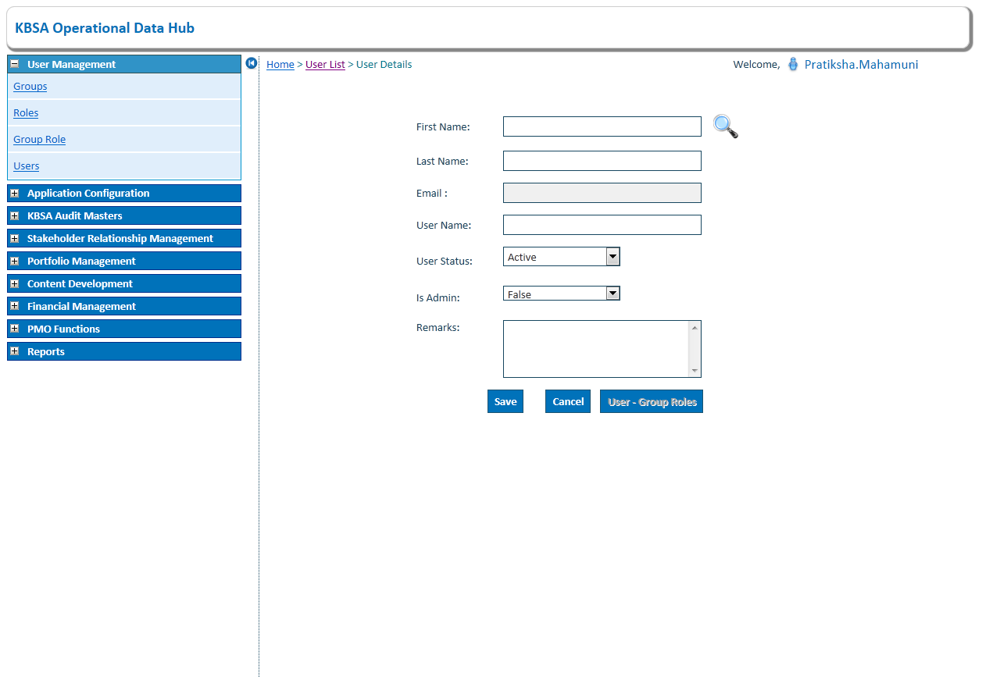 KBSA Operational Data Hub
User Management
Groups
Roles
Group Role
Users
Application Configuration
KBSA Audit Masters
Stakeholder Relationship Management
Portfolio Management
Content Development
Financial Management
PMO Functions
Reports
Home > User List > User Details
Welcome, Pratiksha.Mahamuni
First Name:
Last Name:
Email :
User Name:
User Status: Active
Is Admin: False
Remarks:
Save Cancel User - Group Roles